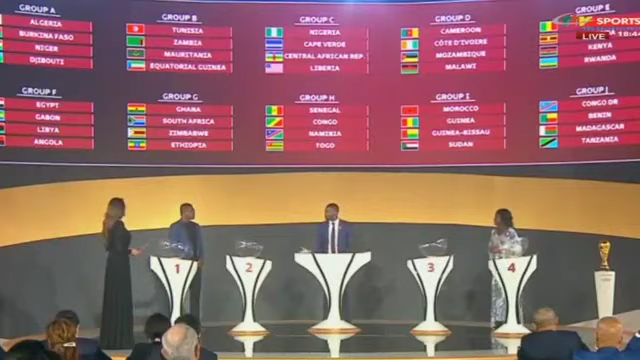 GROUP A
ALGERIA
BURKINA FASO
NIGER
DJIBOUTI
GROUP B
TUNISIA
ZAMBIA
MAURITANIA
EQUATORIAL GUINEA
GROUP C
NIGERIA
CAPE VERDE
CENTRAL AFRICAN REP.
LIBERIA
GROUP D
CAMEROON
CÔTE D'IVOIRE
MOZAMBIQUE
MALAWI
GROUP E
KENYA
RWANDA
SPORTS
LIVE 18:44
GROUP F
EGYPT
GABON
LIBYA
ANGOLA
GROUP G
GHANA
SOUTH AFRICA
ZIMBABWE
ETHIOPIA
GROUP H
SENEGAL
CONGO
NAMIBIA
TOGO
GROUP I
MOROCCO
GUINEA
GUINEA-BISSAU
SUDAN
GROUP J
CONGO DR
BENIN
MADAGASCAR
TANZANIA
1
2
3
4